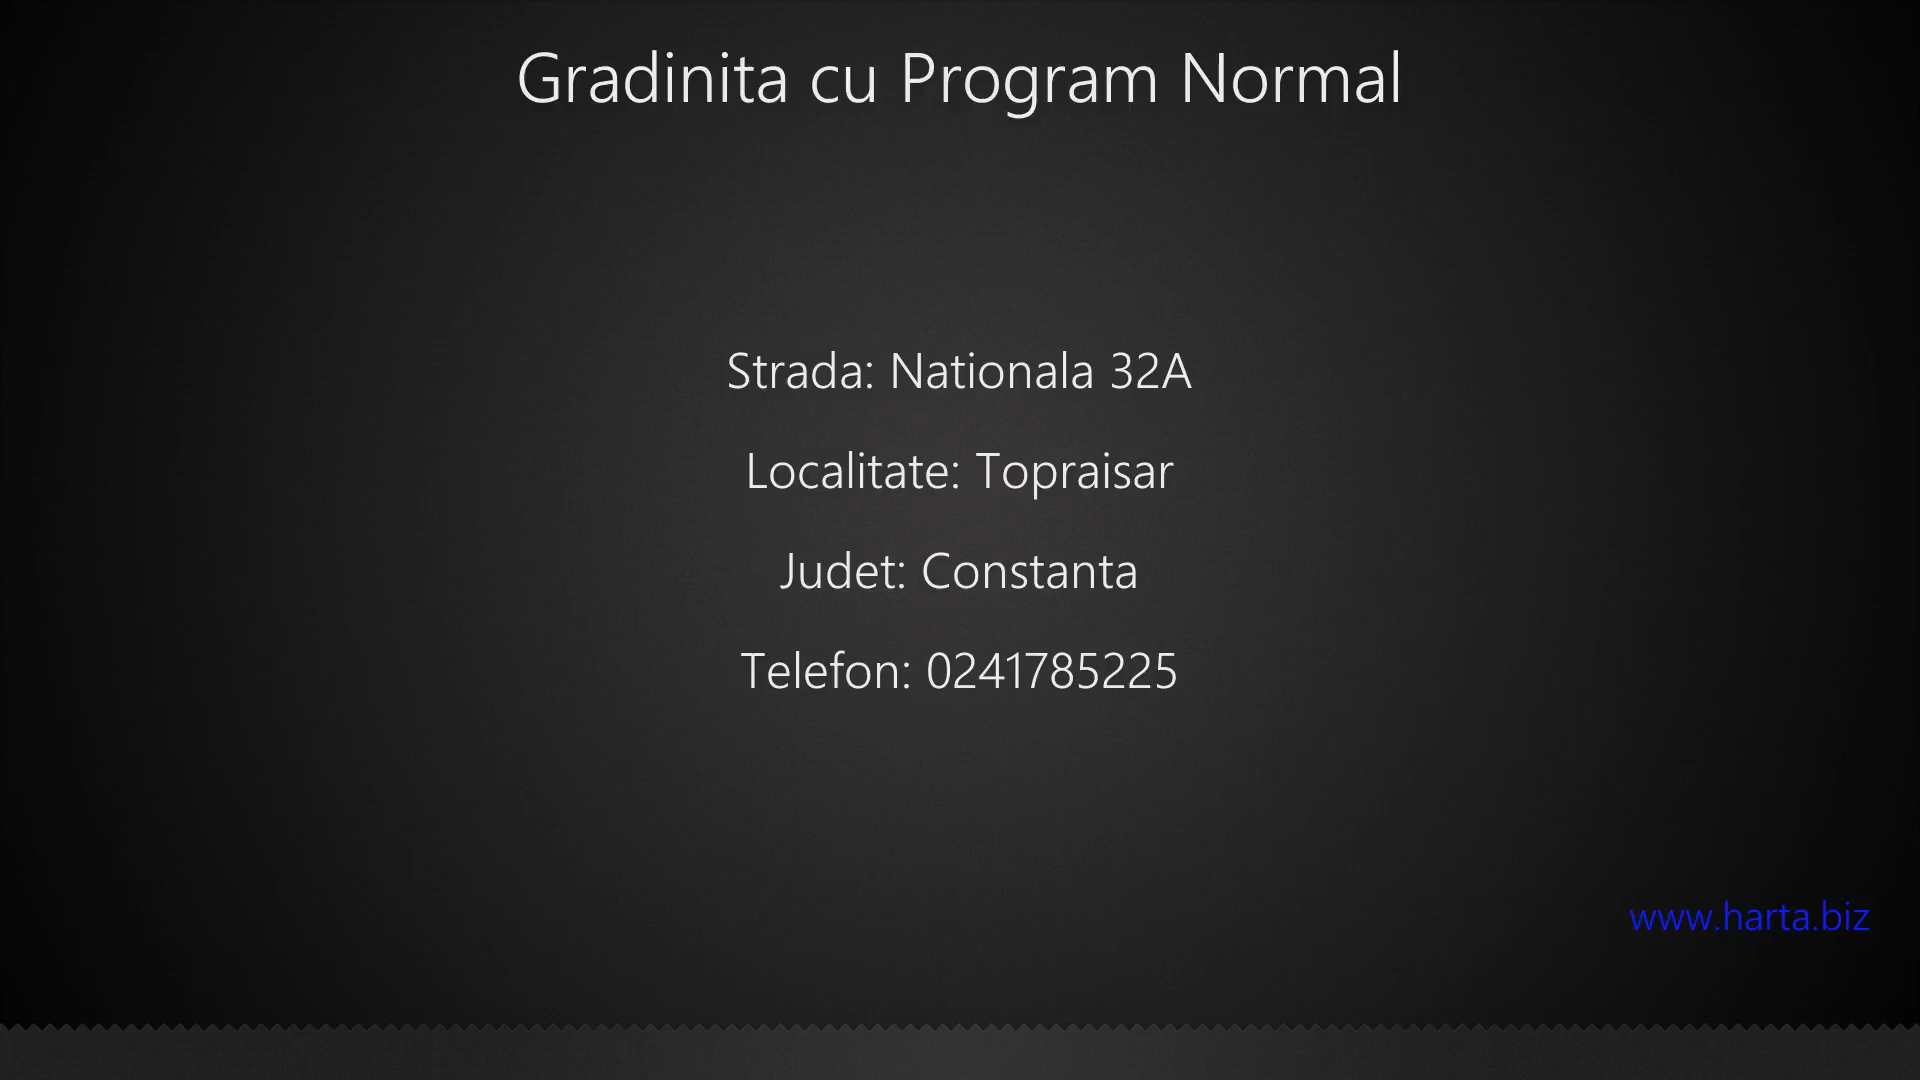 Gradinita cu Program Normal
Strada: Nationala 32A
Localitate: Topraisar
Judet: Constanta
Telefon: 0241785225
www.harta.biz